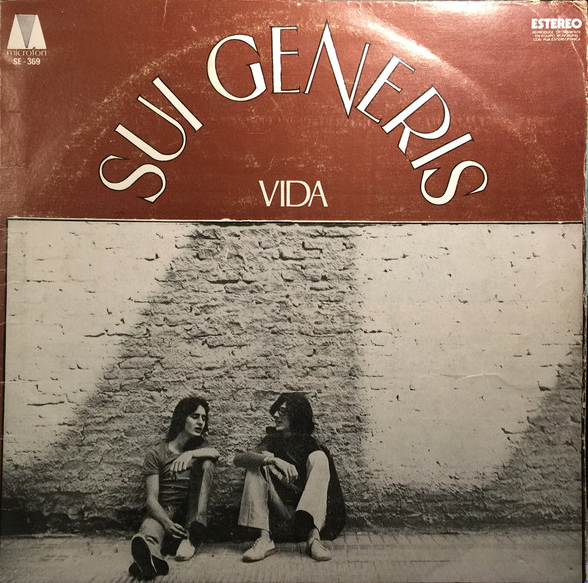 microfon
SE - 369
ESTEREO
SUI GENERIS
VIDA